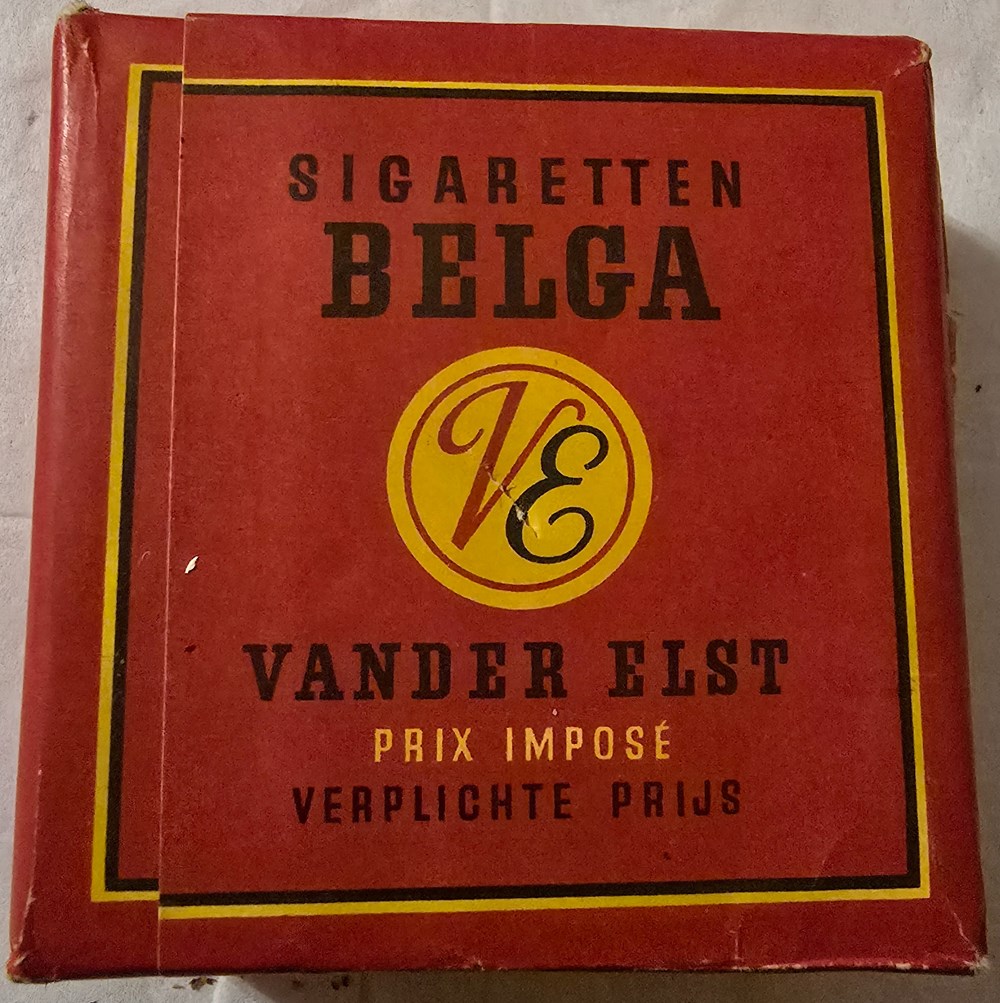 SIGARETTEN
BELGA
VE
VANDER ELST
PRIX IMPOSÉ
VERPLICHTE PRIJS